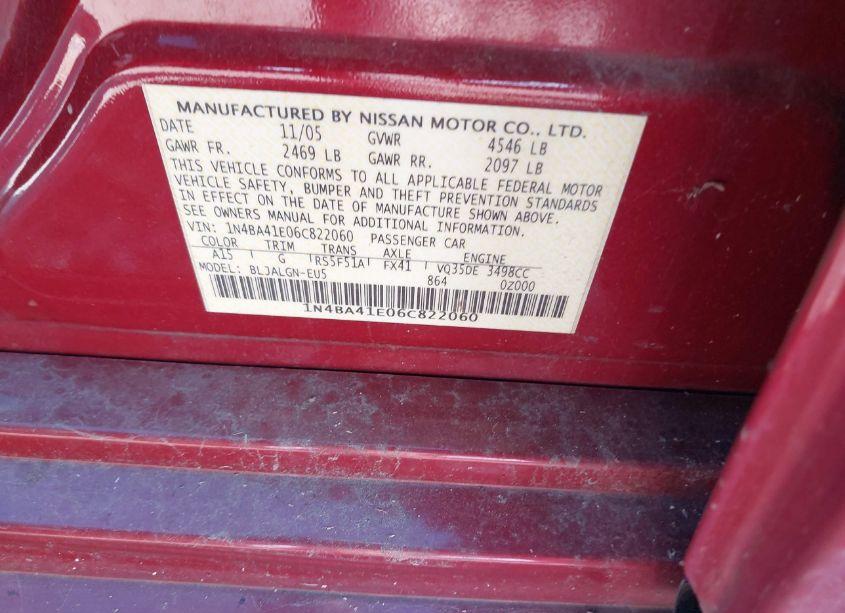 MANUFACTURED BY NISSAN MOTOR CO., LTD.
DATE 11/05 GVWR 4546 LB
GAWR FR. 2469 LB GAWR RR. 2097 LB
THIS VEHICLE CONFORMS TO ALL APPLICABLE FEDERAL MOTOR
VEHICLE SAFETY, BUMPER AND THEFT PREVENTION STANDARDS
IN EFFECT ON THE DATE OF MANUFACTURE SHOWN ABOVE.
SEE OWNERS MANUAL FOR ADDITIONAL INFORMATION.
VIN: 1N4BA41E06C822060 PASSENGER CAR
COLOR TRIM TRANS AXLE ENGINE
A15 G RS5F51A FX41 VQ35DE 3498CC
MODEL: BLJALGN-EU5 864 0Z000
1N4BA41E06C822060